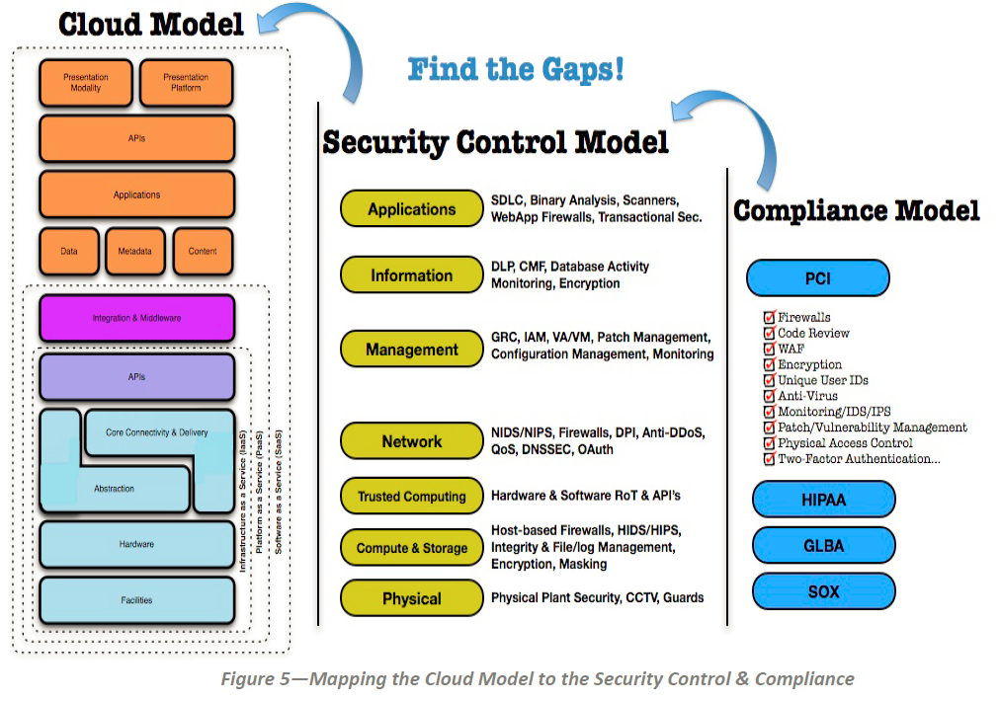 Cloud Model
Presentation
Modality
Presentation
Platform
APIs
Applications
Data
Metadata
Content
Integration & Middleware
APIs
Core Connectivity & Delivery
Abstraction
Hardware
Facilities
Infrastructure as a Service (IaaS)
Platform as a Service (PaaS)
Software as a Service (SaaS)
Find the Gaps!
Security Control Model
Applications
SDLC, Binary Analysis, Scanners,
WebApp Firewalls, Transactional Sec.
Information
DLP, CMF, Database Activity
Monitoring, Encryption
Management
GRC, IAM, VA/VM, Patch Management,
Configuration Management, Monitoring
Network
NIDS/NIPS, Firewalls, DPI, Anti-DDoS,
QoS, DNSSEC, OAuth
Trusted Computing
Hardware & Software RoT & API's
Compute & Storage
Host-based Firewalls, HIDS/HIPS,
Integrity & File/log Management,
Encryption, Masking
Physical
Physical Plant Security, CCTV, Guards
Compliance Model
PCI
Firewalls
Code Review
WAF
Encryption
Unique User IDs
Anti-Virus
Monitoring/IDS/IPS
Patch/Vulnerability Management
Physical Access Control
Two-Factor Authentication...
HIPAA
GLBA
SOX
Figure 5—Mapping the Cloud Model to the Security Control & Compliance